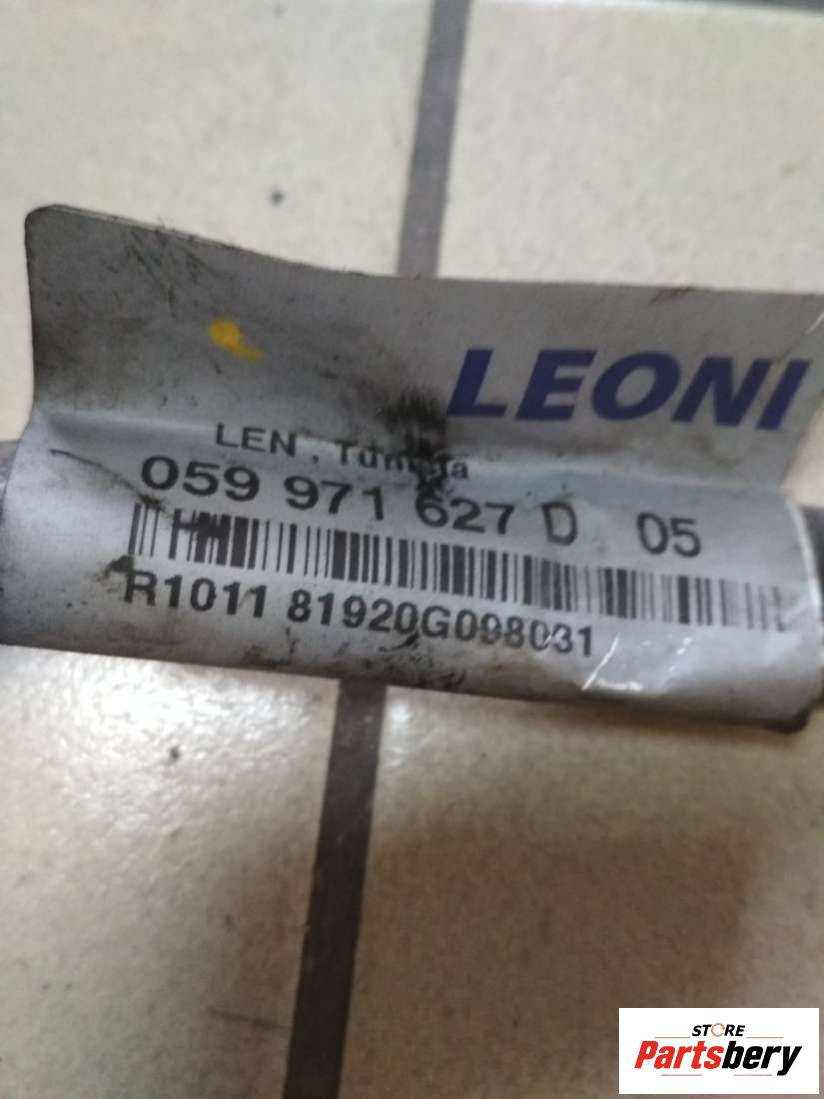 LEONI
LEN . Tunisia
059 971 627 D 05
R1011 81920G098031
STORE
Partsbery